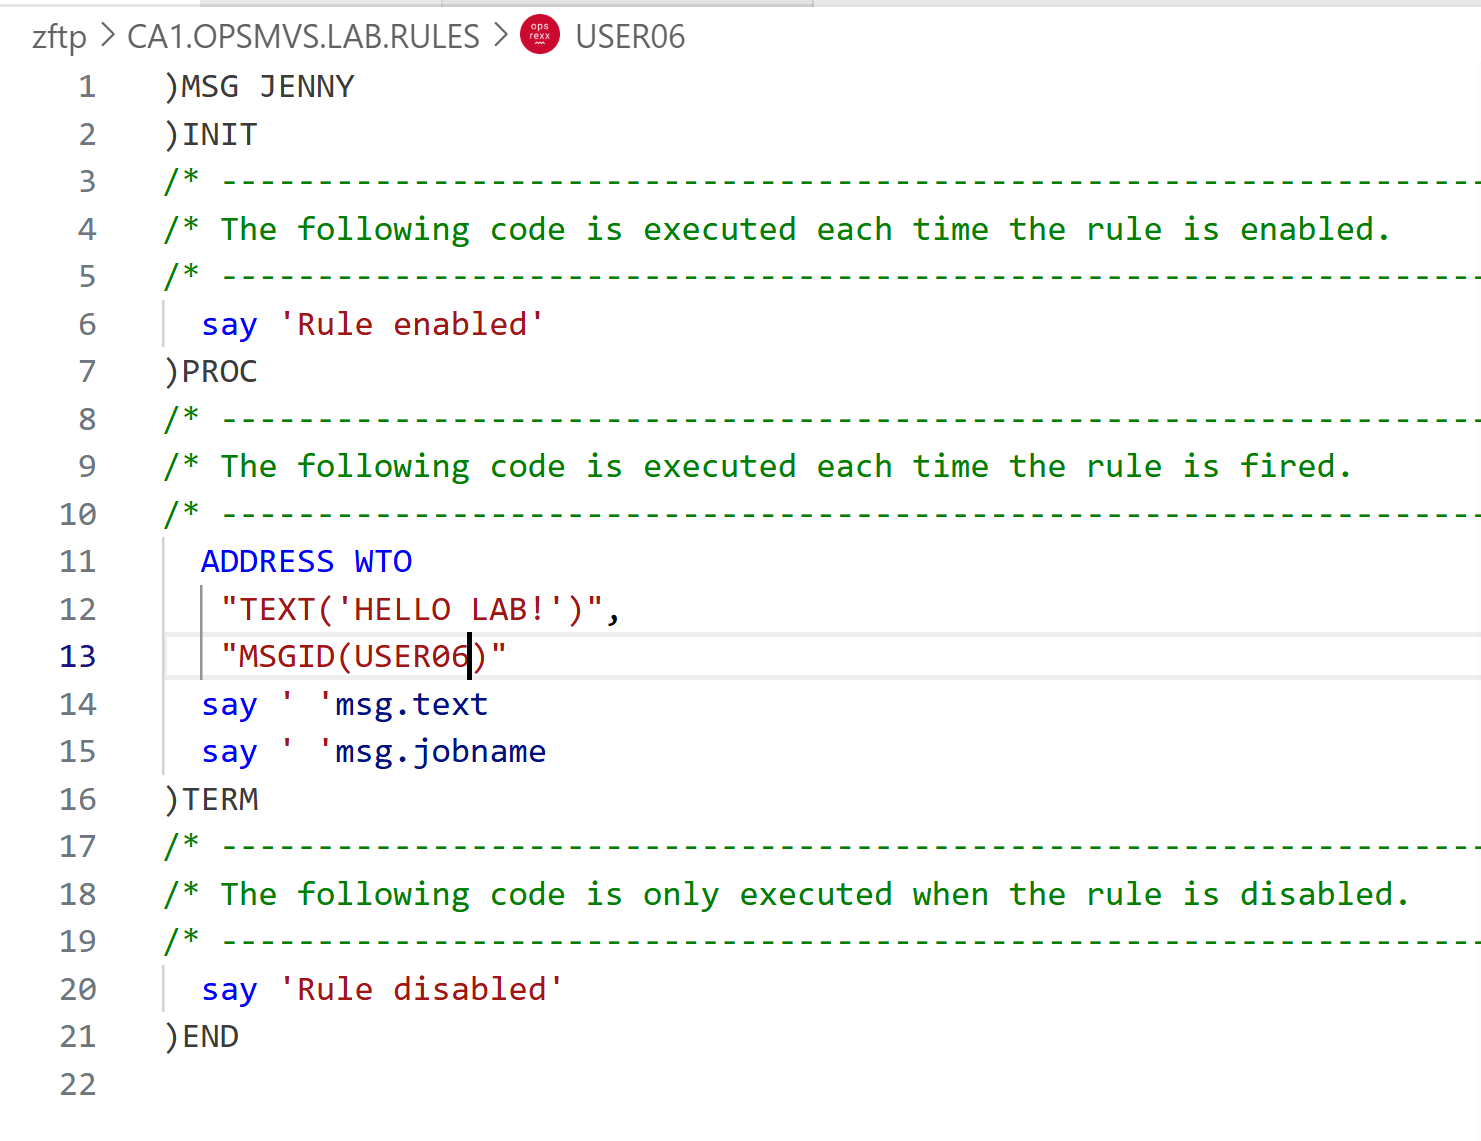 zftp > CA1.OPSMVS.LAB.RULES > ops rexx USER06
1 )MSG JENNY
2 )INIT
3 /* ------------------------------------------------------------------
4 /* The following code is executed each time the rule is enabled.
5 /* ------------------------------------------------------------------
6 say 'Rule enabled'
7 )PROC
8 /* ------------------------------------------------------------------
9 /* The following code is executed each time the rule is fired.
10 /* ------------------------------------------------------------------
11 ADDRESS WTO
12 "TEXT('HELLO LAB!')",
13 "MSGID(USER06)"
14 say ' 'msg.text
15 say ' 'msg.jobname
16 )TERM
17 /* ------------------------------------------------------------------
18 /* The following code is only executed when the rule is disabled.
19 /* ------------------------------------------------------------------
20 say 'Rule disabled'
21 )END
22